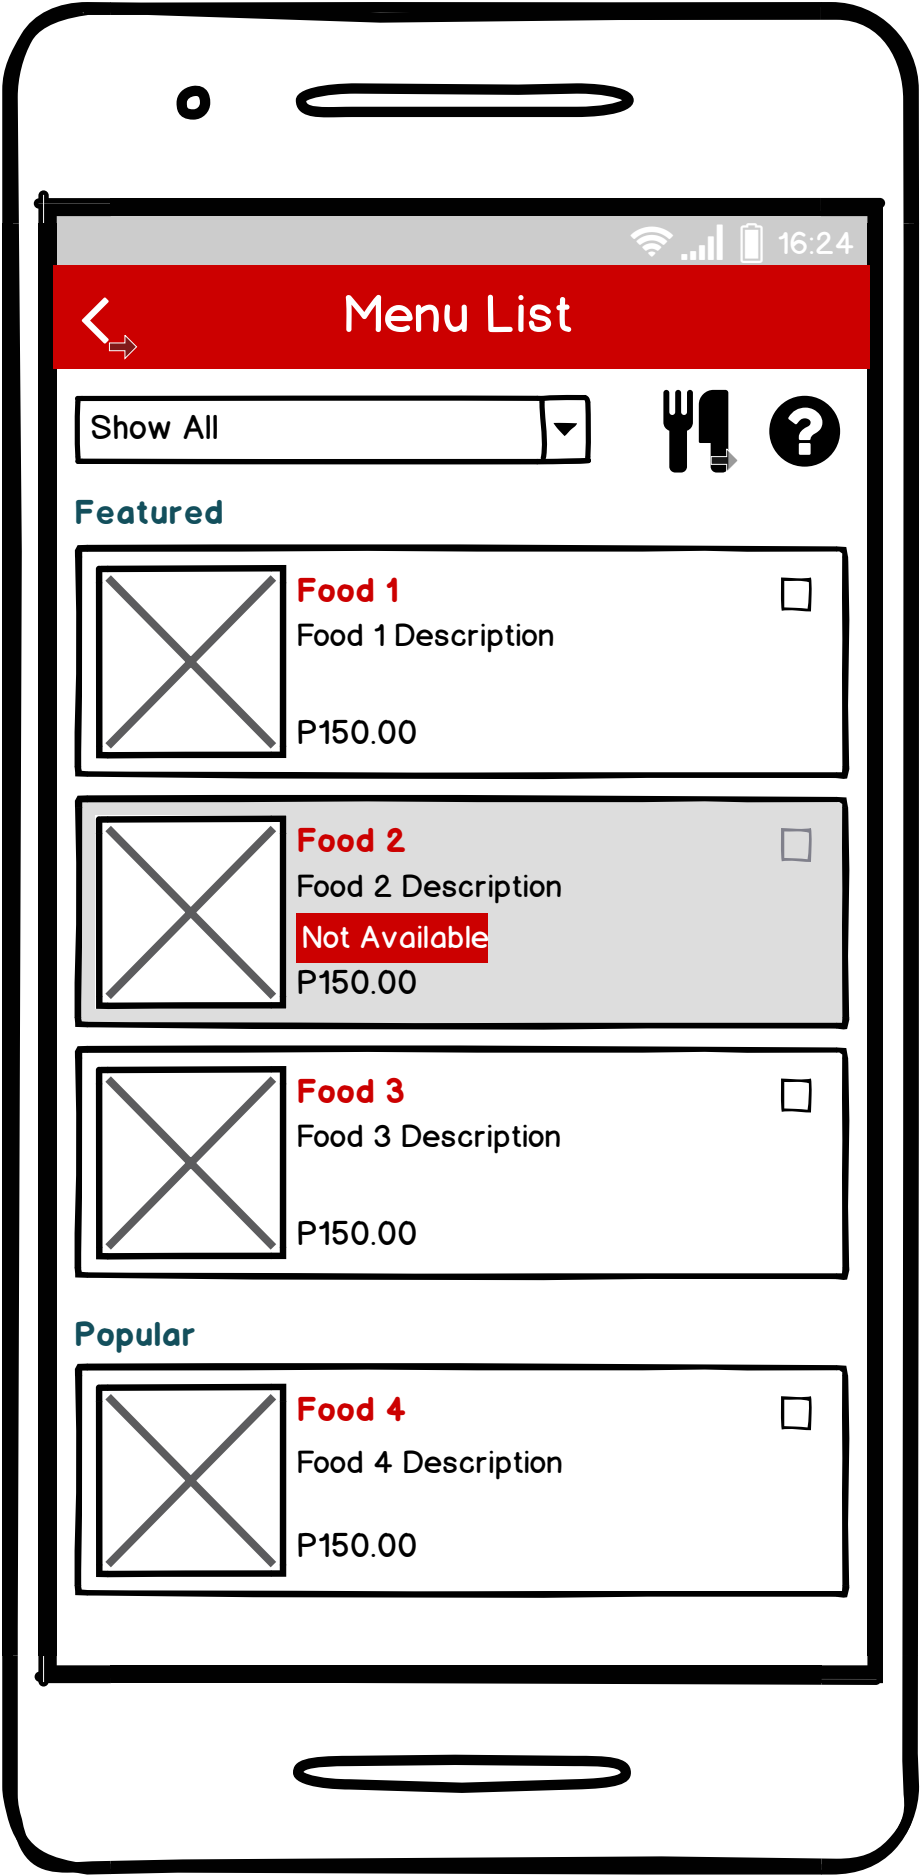 16:24
Menu List
Show All
?
Featured
Food 1
Food 1 Description
P150.00
Food 2
Food 2 Description
Not Available
P150.00
Food 3
Food 3 Description
P150.00
Popular
Food 4
Food 4 Description
P150.00